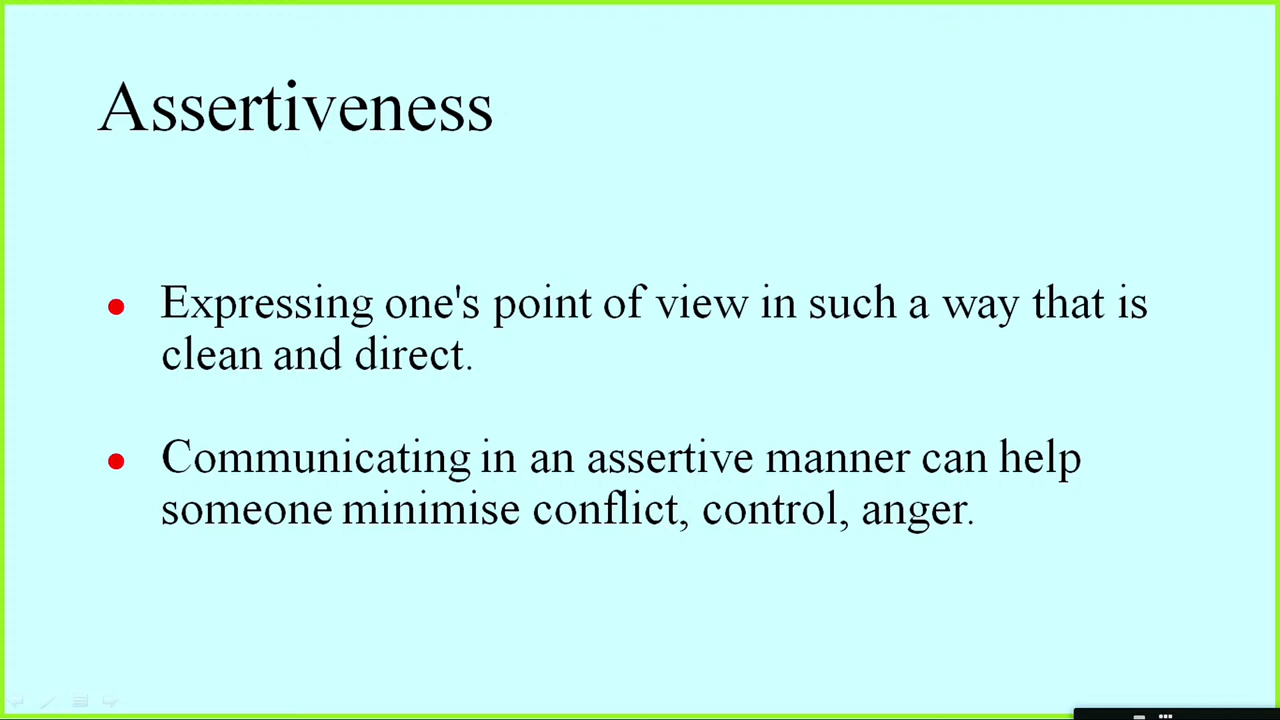 Assertiveness
Expressing one's point of view in such a way that is
clean and direct.
Communicating in an assertive manner can help
someone minimise conflict, control, anger.